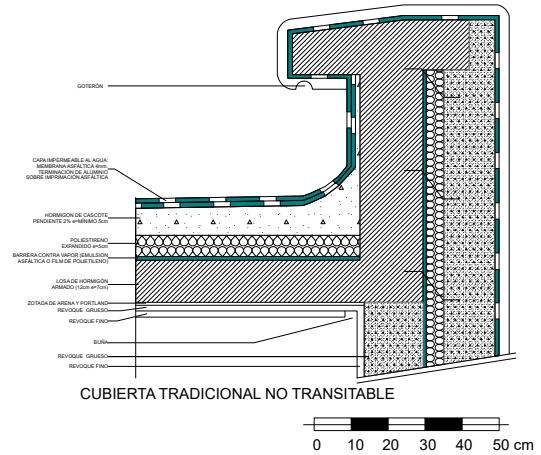 GOTERÓN
CAPA IMPERMEABLE AL AGUA:
MEMBRANA ASFÁLTICA 4mm.
TERMINACIÓN DE ALUMINIO
SOBRE IMPRIMACIÓN ASFÁLTICA
HORMIGON DE CASCOTE
PENDIENTE 2% e=MÍNIMO 5cm
POLIESTIRENO
EXPANDIDO e=5cm
BARRERA CONTRA VAPOR (EMULSION
ASFÁLTICA O FILM DE POLIETILENO)
LOSA DE HORMIGÓN
ARMADO (12cm e=7cm)
ZOTADA DE ARENA Y PORTLAND
REVOQUE GRUESO
REVOQUE FINO
BUÑA
REVOQUE GRUESO
REVOQUE FINO
CUBIERTA TRADICIONAL NO TRANSITABLE
0 10 20 30 40 50 cm